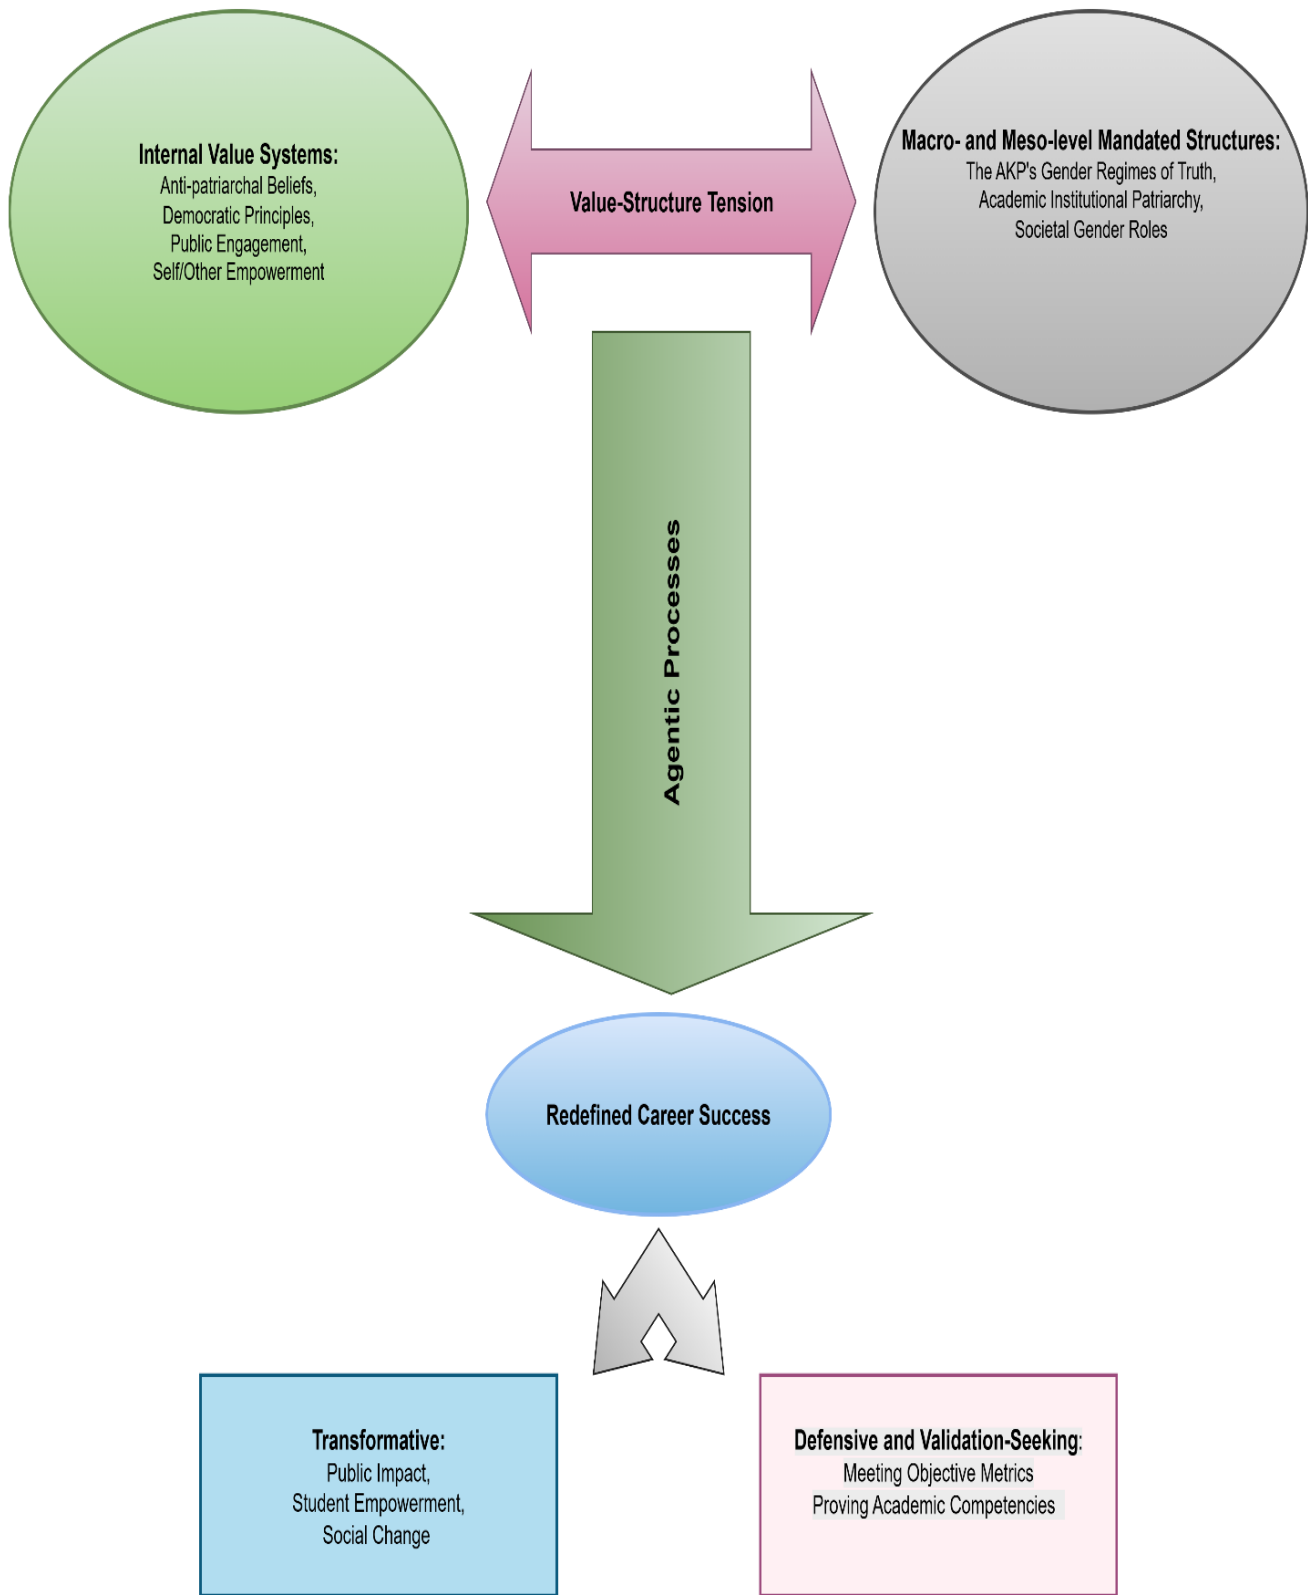 Internal Value Systems:
Anti-patriarchal Beliefs,
Democratic Principles,
Public Engagement,
Self/Other Empowerment
Value-Structure Tension
Macro- and Meso-level Mandated Structures:
The AKP's Gender Regimes of Truth,
Academic Institutional Patriarchy,
Societal Gender Roles
Agentic Processes
Redefined Career Success
Transformative:
Public Impact,
Student Empowerment,
Social Change
Defensive and Validation-Seeking:
Meeting Objective Metrics
Proving Academic Competencies